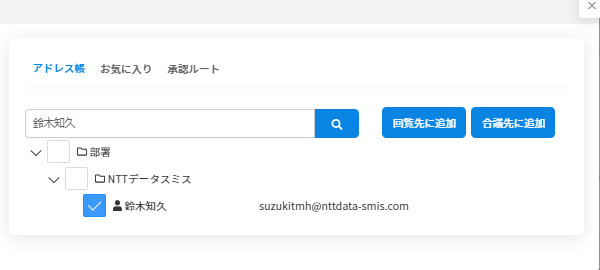 アドレス帳 お気に入り 承認ルート
鈴木知久 回覧先に追加 合議先に追加
部署
NTTデータスミス
鈴木知久 suzukitmh@nttdata-smis.com